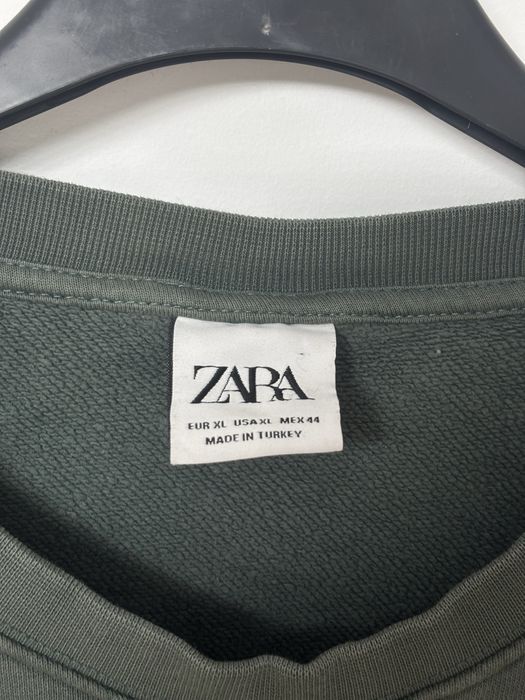 ZARA
EUR XL USA XL MEX 44
MADE IN TURKEY